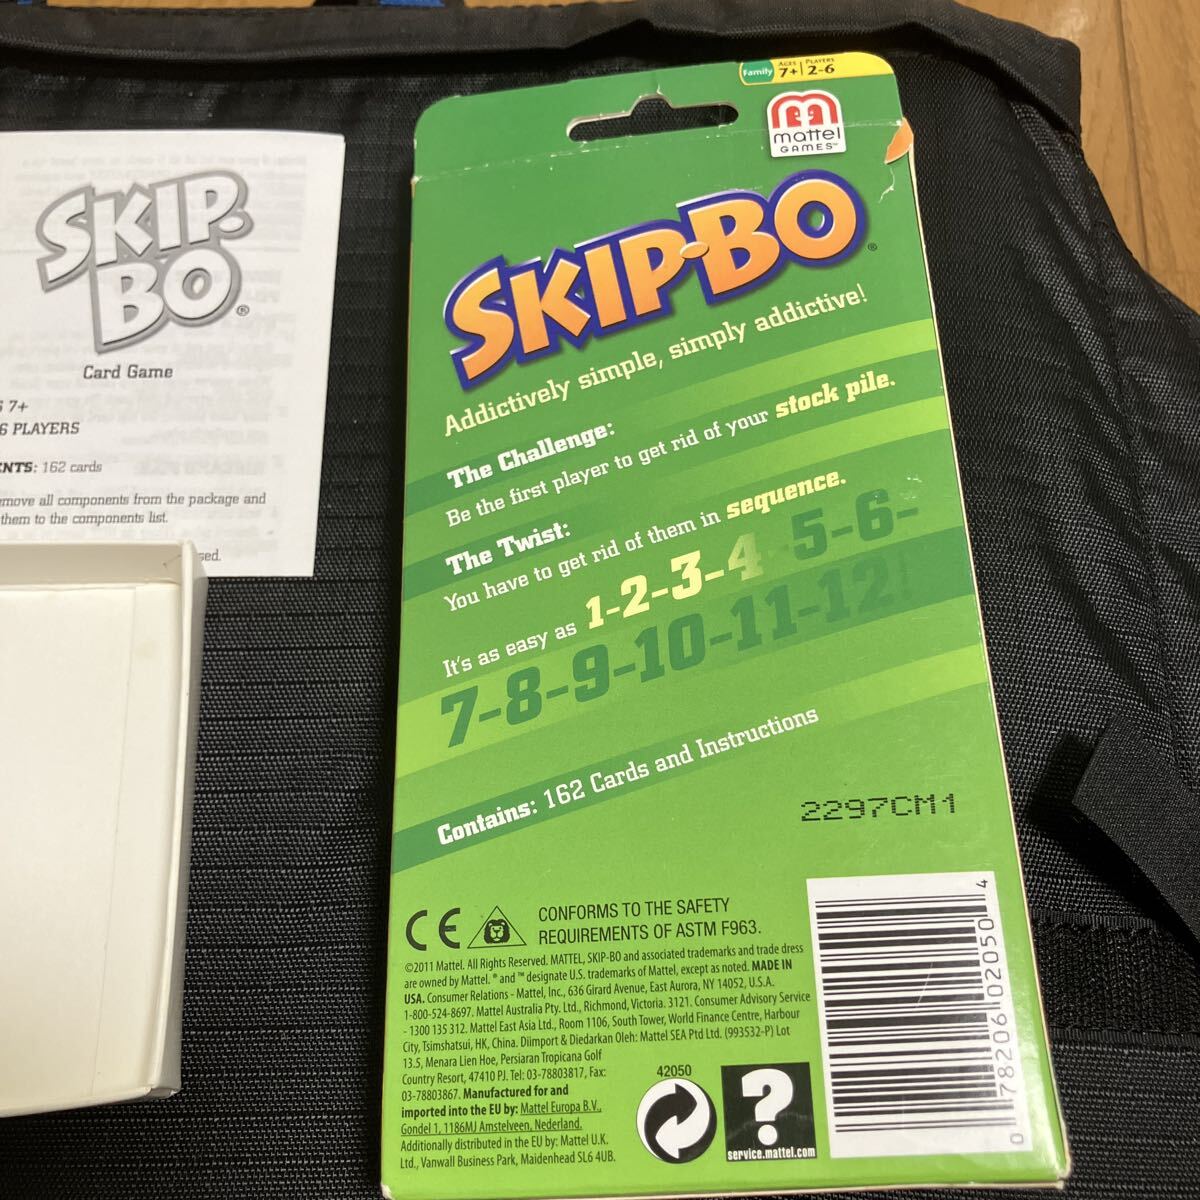 SKIP-
BO®
Card Game
7+
6 PLAYERS
162 cards
all components from the package and
them to the components list.
Family AGES 7+ PLAYERS 2-6
mattel
GAMES™
SKIP·BO®
Addictively simple, simply addictive!
The Challenge:
Be the first player to get rid of your stock pile.
The Twist:
You have to get rid of them in sequence.
It's as easy as 1-2-3-4-5-6-
7-8-9-10-11-12!
Contains: 162 Cards and Instructions
2297CM1
CE CONFORMS TO THE SAFETY
REQUIREMENTS OF ASTM F963.
©2011 Mattel. All Rights Reserved. MATTEL, SKIP-BO and associated trademarks and trade dress
are owned by Mattel. ® and ™ designate U.S. trademarks of Mattel, except as noted. MADE IN
USA. Consumer Relations - Mattel, Inc., 636 Girard Avenue, East Aurora, NY 14052, U.S.A.
1-800-524-8697. Mattel Australia Pty. Ltd., Richmond, Victoria. 3121. Consumer Advisory Service
- 1300 135 312. Mattel East Asia Ltd., Room 1106, South Tower, World Finance Centre, Harbour
City, Tsimshatsui, HK, China. Diimport & Diedarkan Oleh: Mattel SEA Ptd Ltd. (993532-P) Lot
13.5, Menara Lien Hoe, Persiaran Tropicana Golf
Country Resort, 47410 PJ. Tel: 03-78803817, Fax:
03-78803867. Manufactured for and
imported into the EU by: Mattel Europa B.V.,
Gondel 1, 1186MJ Amstelveen, Nederland.
Additionally distributed in the EU by: Mattel U.K.
Ltd., Vanwall Business Park, Maidenhead SL6 4UB.
42050
?
service.mattel.com
0 78206 02050 4